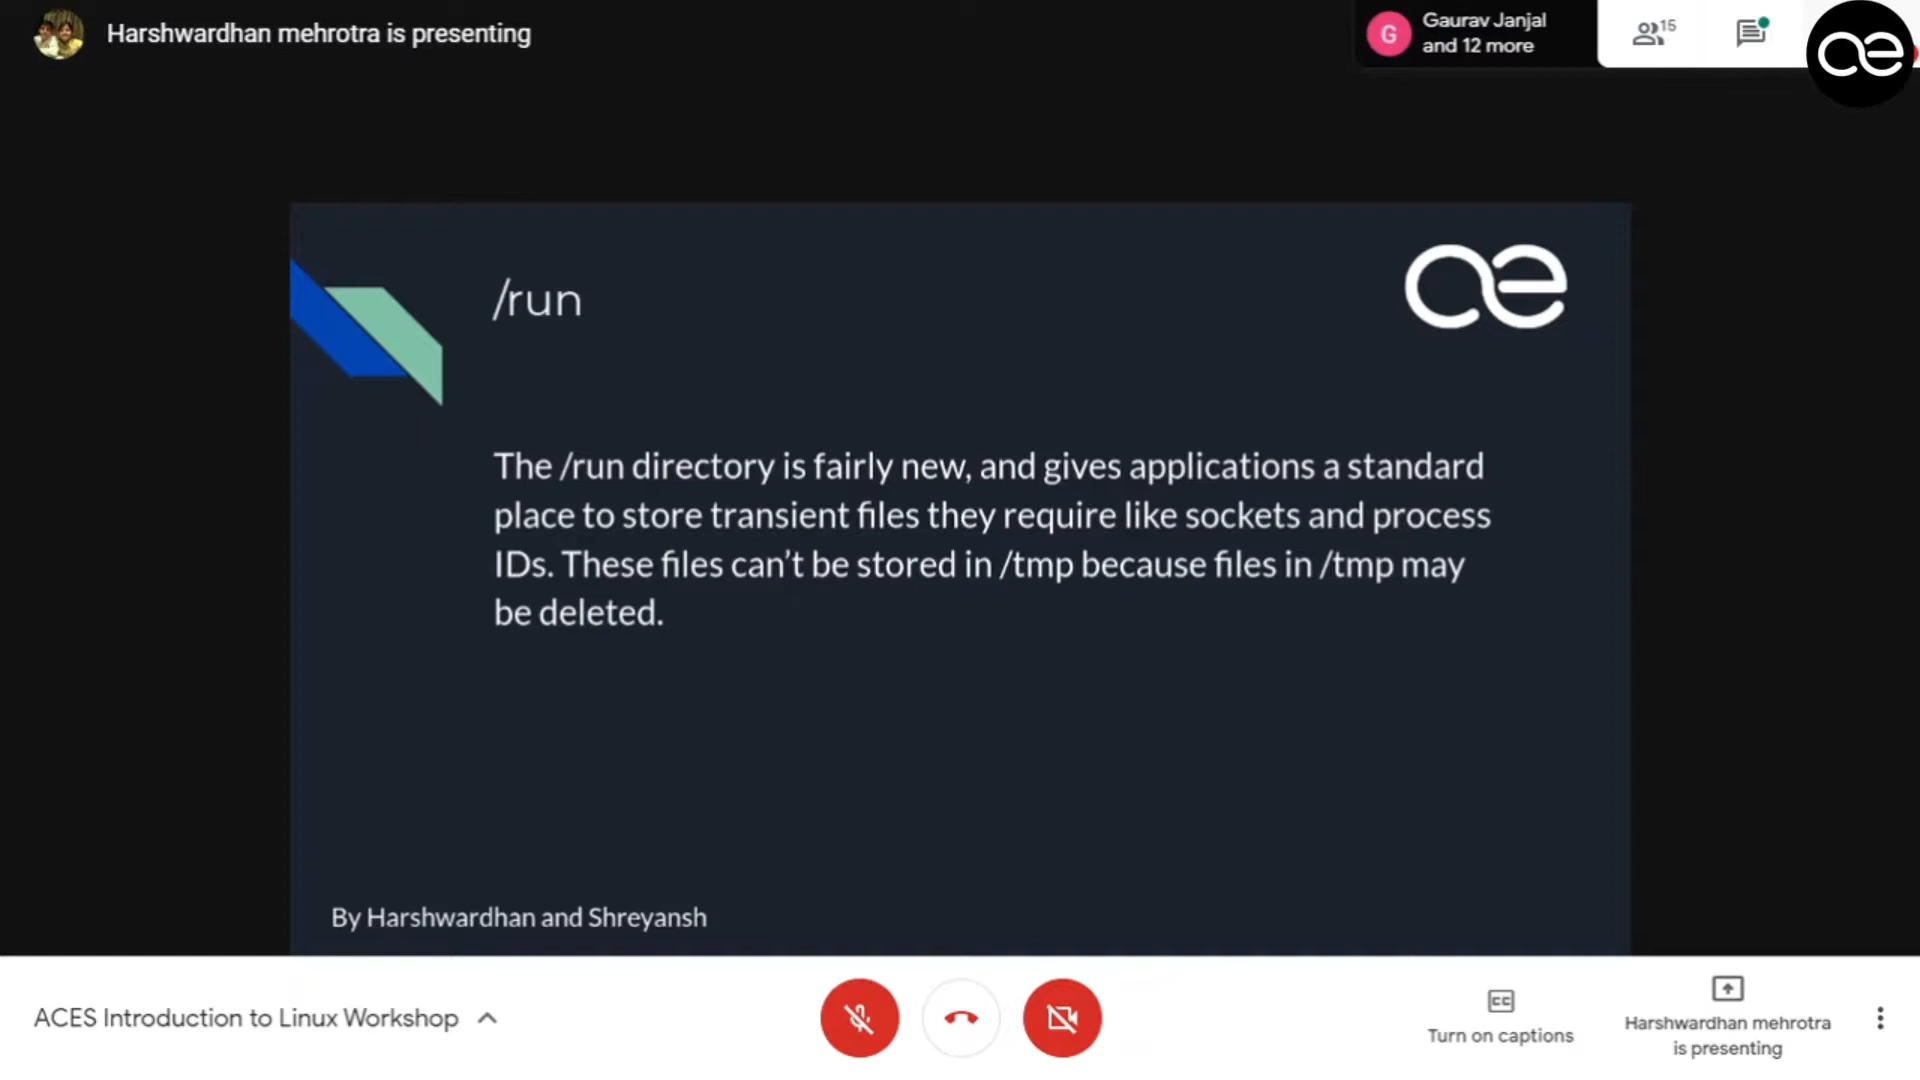 Harshwardhan mehrotra is presenting
G
Gaurav Janjal
and 12 more
15
ae
/run
ae
The /run directory is fairly new, and gives applications a standard
place to store transient files they require like sockets and process
IDs. These files can’t be stored in /tmp because files in /tmp may
be deleted.
By Harshwardhan and Shreyansh
ACES Introduction to Linux Workshop
CC
Turn on captions
Harshwardhan mehrotra
is presenting